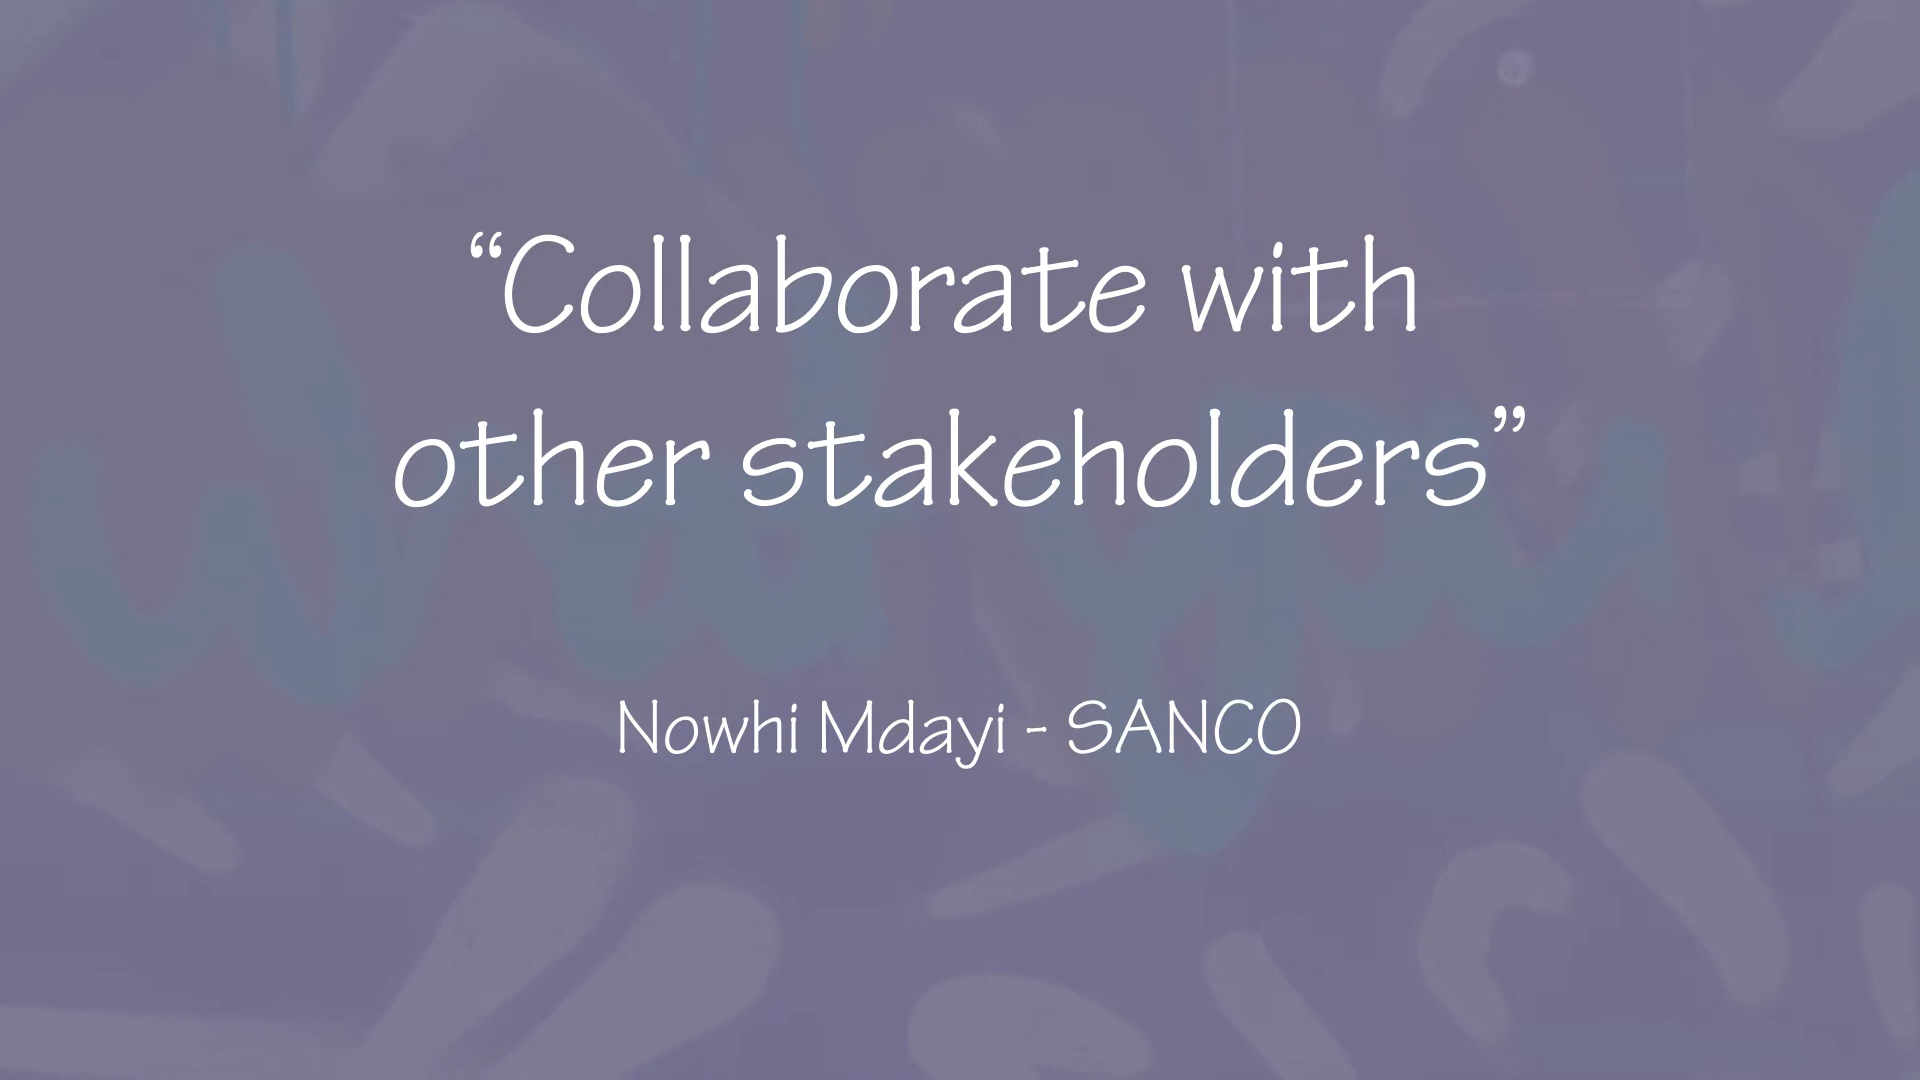 “Collaborate with
other stakeholders”
Nowhi Mdayi - SANCO